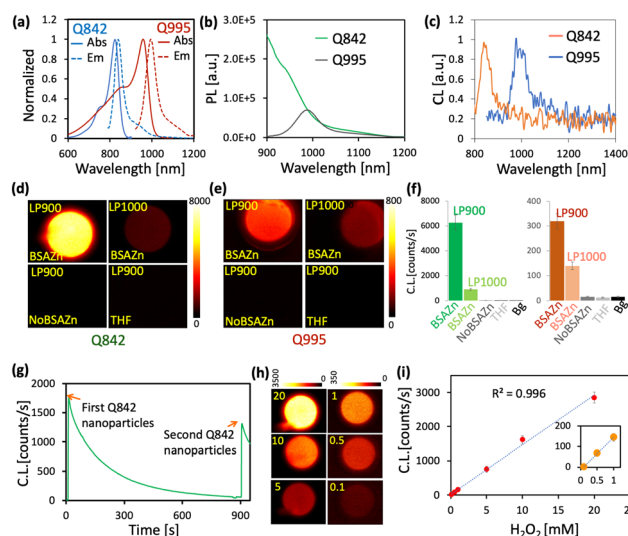 (a)
Q842
Q995
Abs
Em
Abs
Em
Normalized
1.2
1
0.8
0.6
0.4
0.2
0
600
800
1000
1200
Wavelength [nm]
(b)
PL [a.u.]
3.0E+5
2.0E+5
1.0E+5
0.0E+0
Q842
Q995
900
1000
1100
1200
Wavelength [nm]
(c)
CL [a.u.]
1.2
1
0.8
0.6
0.4
0.2
0
Q842
Q995
800
1000
1200
1400
Wavelength [nm]
(d)
LP900
LP1000
BSAZn
BSAZn
LP900
LP900
NoBSAZn
THF
8000
0
Q842
(e)
LP900
LP1000
BSAZn
BSAZn
LP900
LP900
NoBSAZn
THF
800
0
Q995
(f)
C.L.[counts/s]
8000
6000
4000
2000
0
LP900
LP1000
BSAZn
BSAZn
NoBSAZn
THF
Bg
400
300
200
100
0
LP900
LP1000
BSAZn
BSAZn
NoBSAZn
THF
Bg
(g)
C.L.[counts/s]
2000
1500
1000
500
0
First Q842
nanoparticles
Second Q842
nanoparticles
0
300
600
900
Time [s]
(h)
3500
0
350
0
20
1
10
0.5
5
0.1
(i)
C.L.[counts/s]
3000
2000
1000
0
R² = 0.996
200
100
0
0
0.5
1
0
5
10
15
20
H₂O₂ [mM]